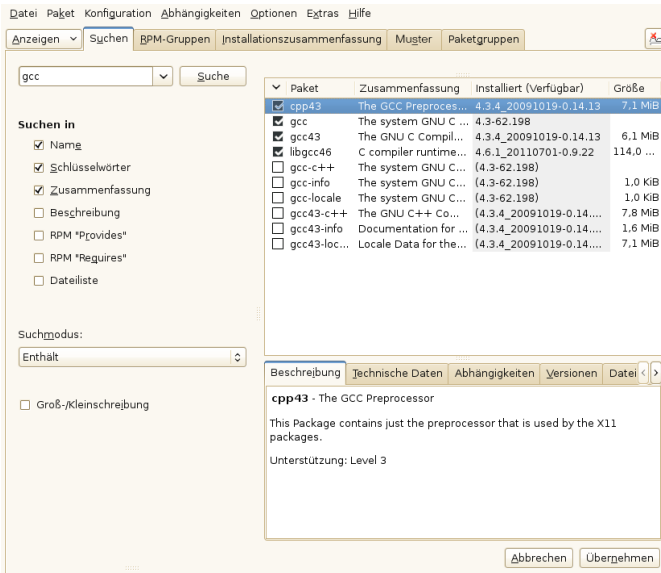 Datei Paket Konfiguration Abhängigkeiten Optionen Extras Hilfe
Anzeigen Suchen RPM-Gruppen Installationszusammenfassung Muster Paketgruppen
gcc Suche
Suchen in
Name
Schlüsselwörter
Zusammenfassung
Beschreibung
RPM "Provides"
RPM "Requires"
Dateiliste
Suchmodus:
Enthält
Groß-/Kleinschreibung
Paket Zusammenfassung Installiert (Verfügbar) Größe
cpp43 The GCC Preproces... 4.3.4_20091019-0.14.13 7,1 MiB
gcc The system GNU C ... 4.3-62.198
gcc43 The GNU C Compil... 4.3.4_20091019-0.14.13 6,1 MiB
libgcc46 C compiler runtime... 4.6.1_20110701-0.9.22 114,0 ...
gcc-c++ The system GNU C... (4.3-62.198)
gcc-info The system GNU C... (4.3-62.198) 1,0 KiB
gcc-locale The system GNU C... (4.3-62.198) 1,0 KiB
gcc43-c++ The GNU C++ Co... (4.3.4_20091019-0.14.... 7,8 MiB
gcc43-info Documentation for ... (4.3.4_20091019-0.14.... 1,6 MiB
gcc43-loc... Locale Data for the... (4.3.4_20091019-0.14.... 7,1 MiB
Beschreibung Technische Daten Abhängigkeiten Versionen Datei
cpp43 - The GCC Preprocessor
This Package contains just the preprocessor that is used by the X11
packages.
Unterstützung: Level 3
Abbrechen Übernehmen